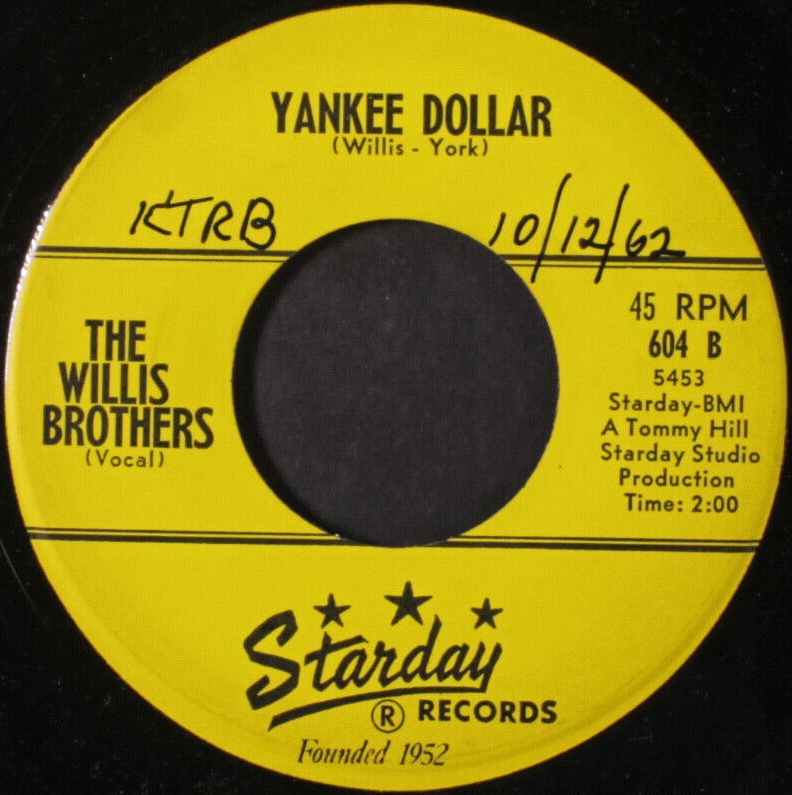 YANKEE DOLLAR
(Willis - York)
KTRB 10/12/62
THE
WILLIS
BROTHERS
(Vocal)
45 RPM
604 B
5453
Starday-BMI
A Tommy Hill
Starday Studio
Production
Time: 2:00
Starday
® RECORDS
Founded 1952